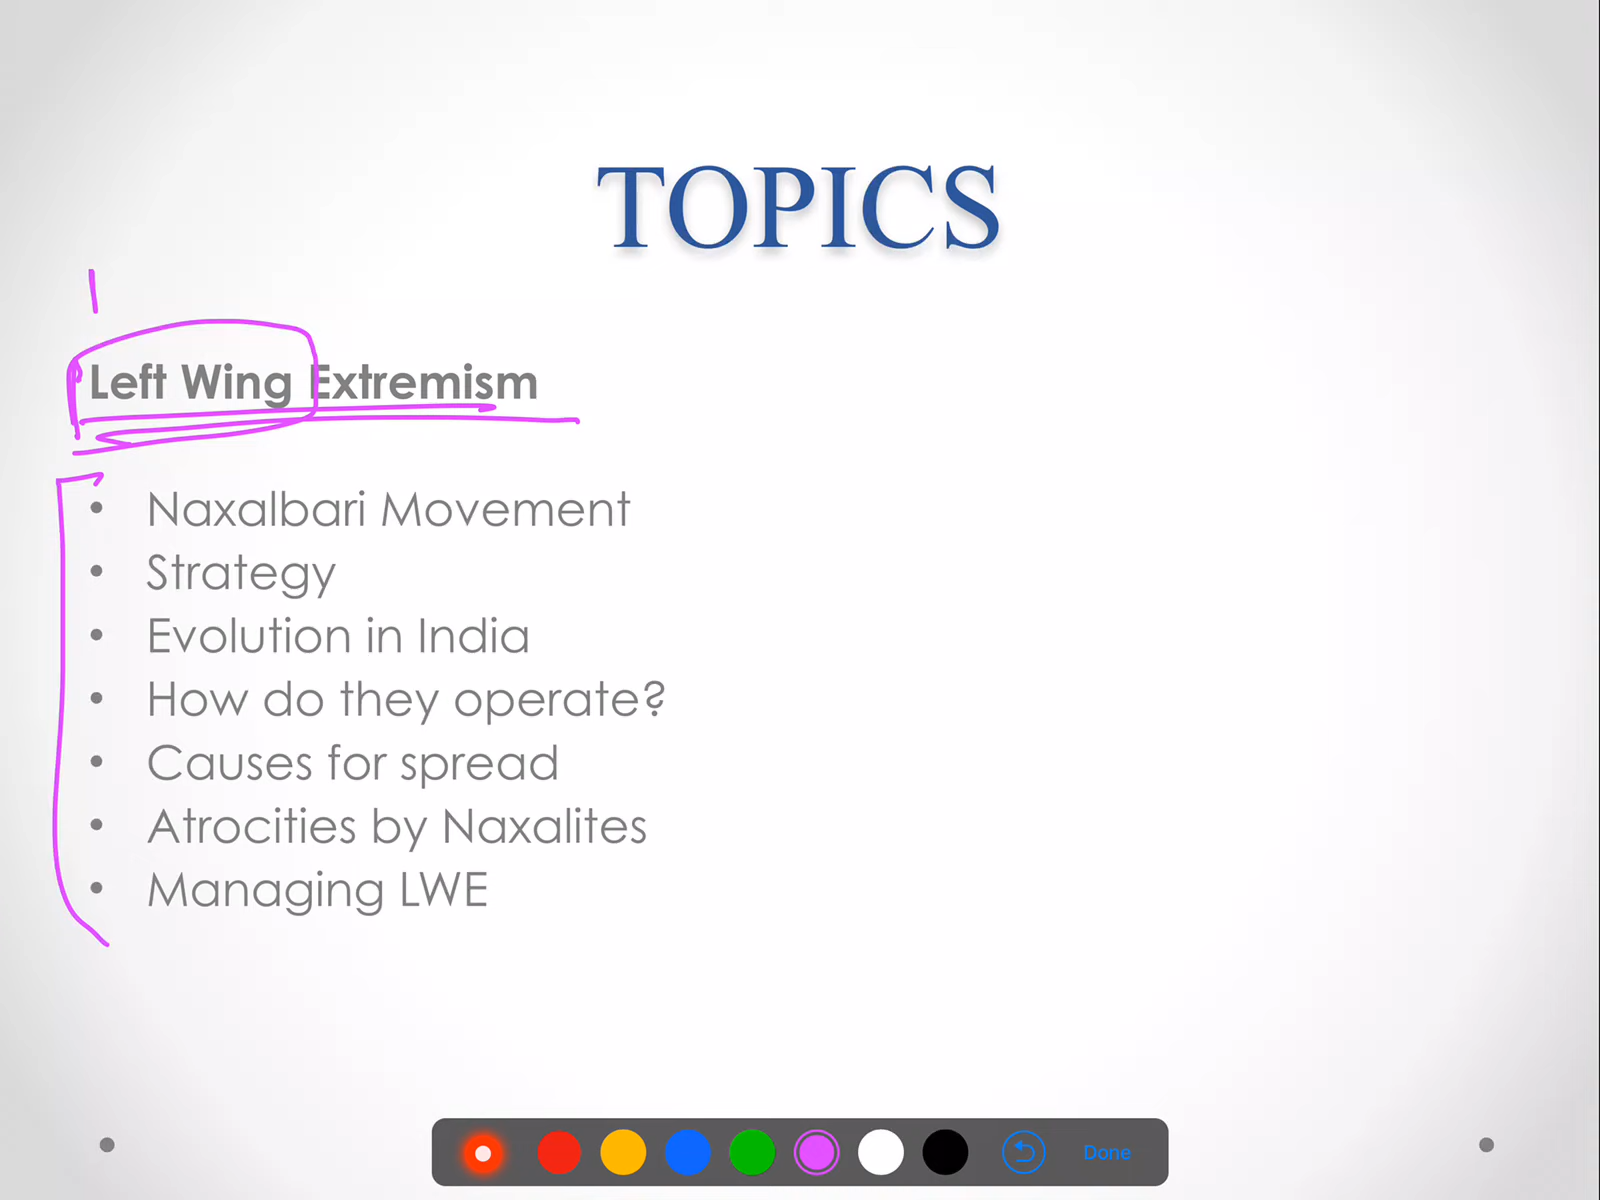 TOPICS
Left Wing Extremism
• Naxalbari Movement
• Strategy
• Evolution in India
• How do they operate?
• Causes for spread
• Atrocities by Naxalites
• Managing LWE
Done